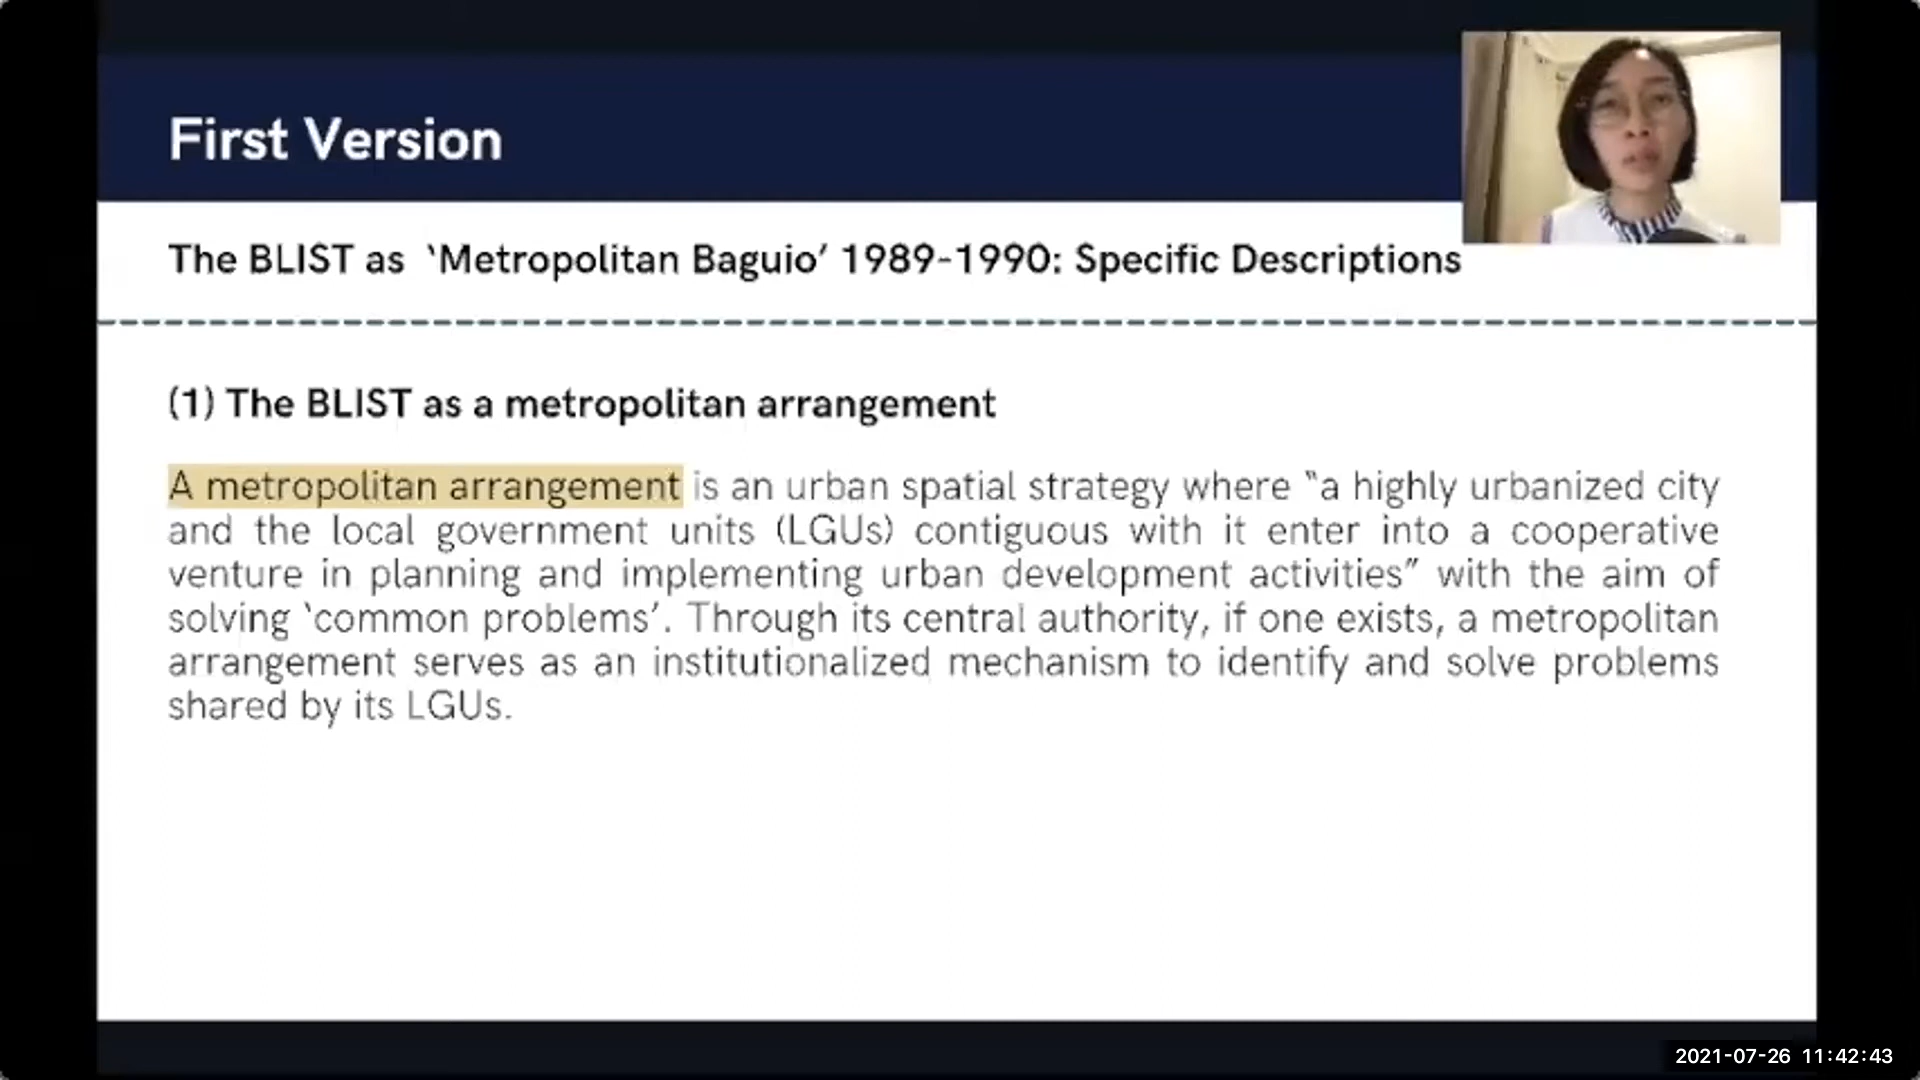 First Version
The BLIST as ‘Metropolitan Baguio’ 1989-1990: Specific Descriptions
(1) The BLIST as a metropolitan arrangement
A metropolitan arrangement is an urban spatial strategy where “a highly urbanized city
and the local government units (LGUs) contiguous with it enter into a cooperative
venture in planning and implementing urban development activities” with the aim of
solving ‘common problems’. Through its central authority, if one exists, a metropolitan
arrangement serves as an institutionalized mechanism to identify and solve problems
shared by its LGUs.
2021-07-26 11:42:43